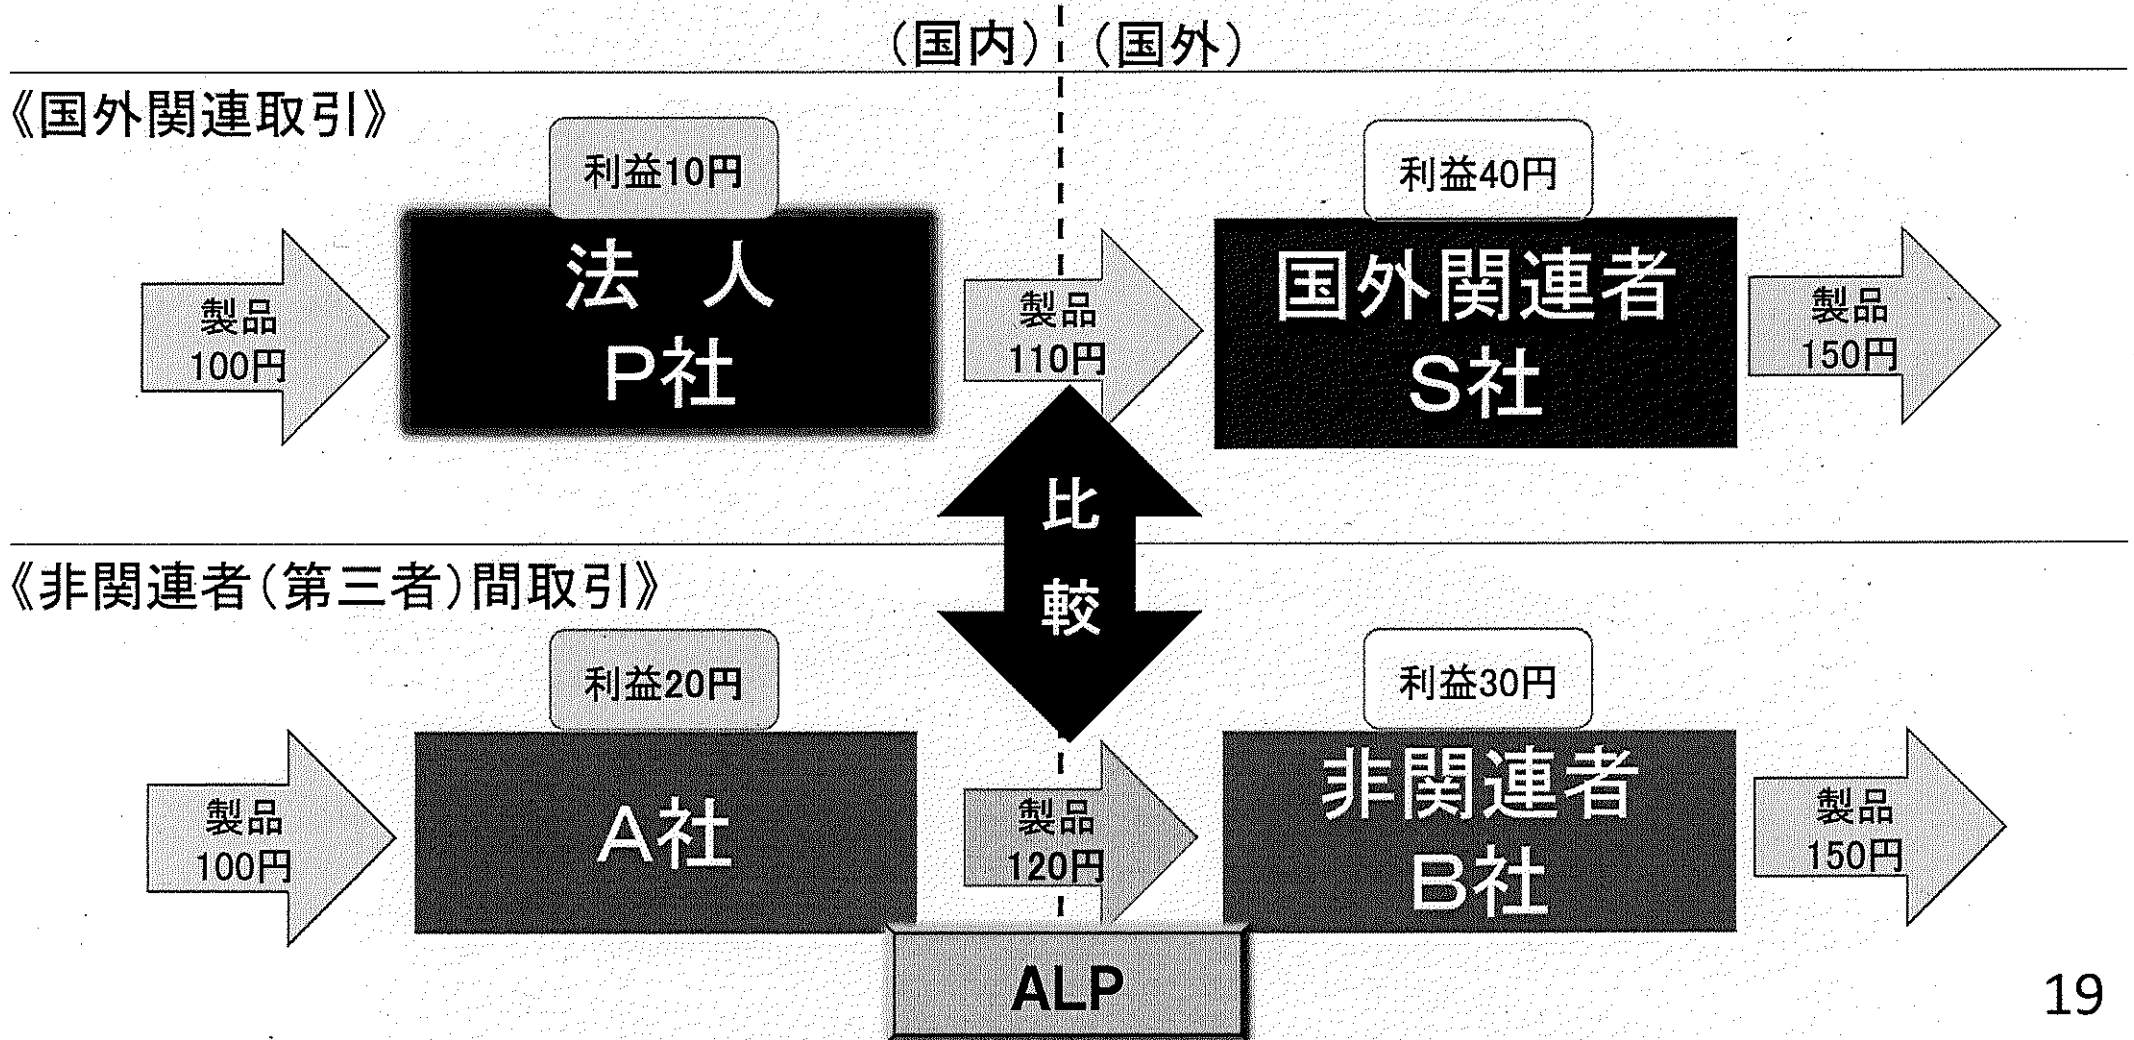 (国内) (国外)
《国外関連取引》
利益10円
利益40円
製品
100円
法 人
P社
製品
110円
国外関連者
S社
製品
150円
比
較
《非関連者(第三者)間取引》
利益20円
利益30円
製品
100円
A社
製品
120円
非関連者
B社
製品
150円
ALP
19